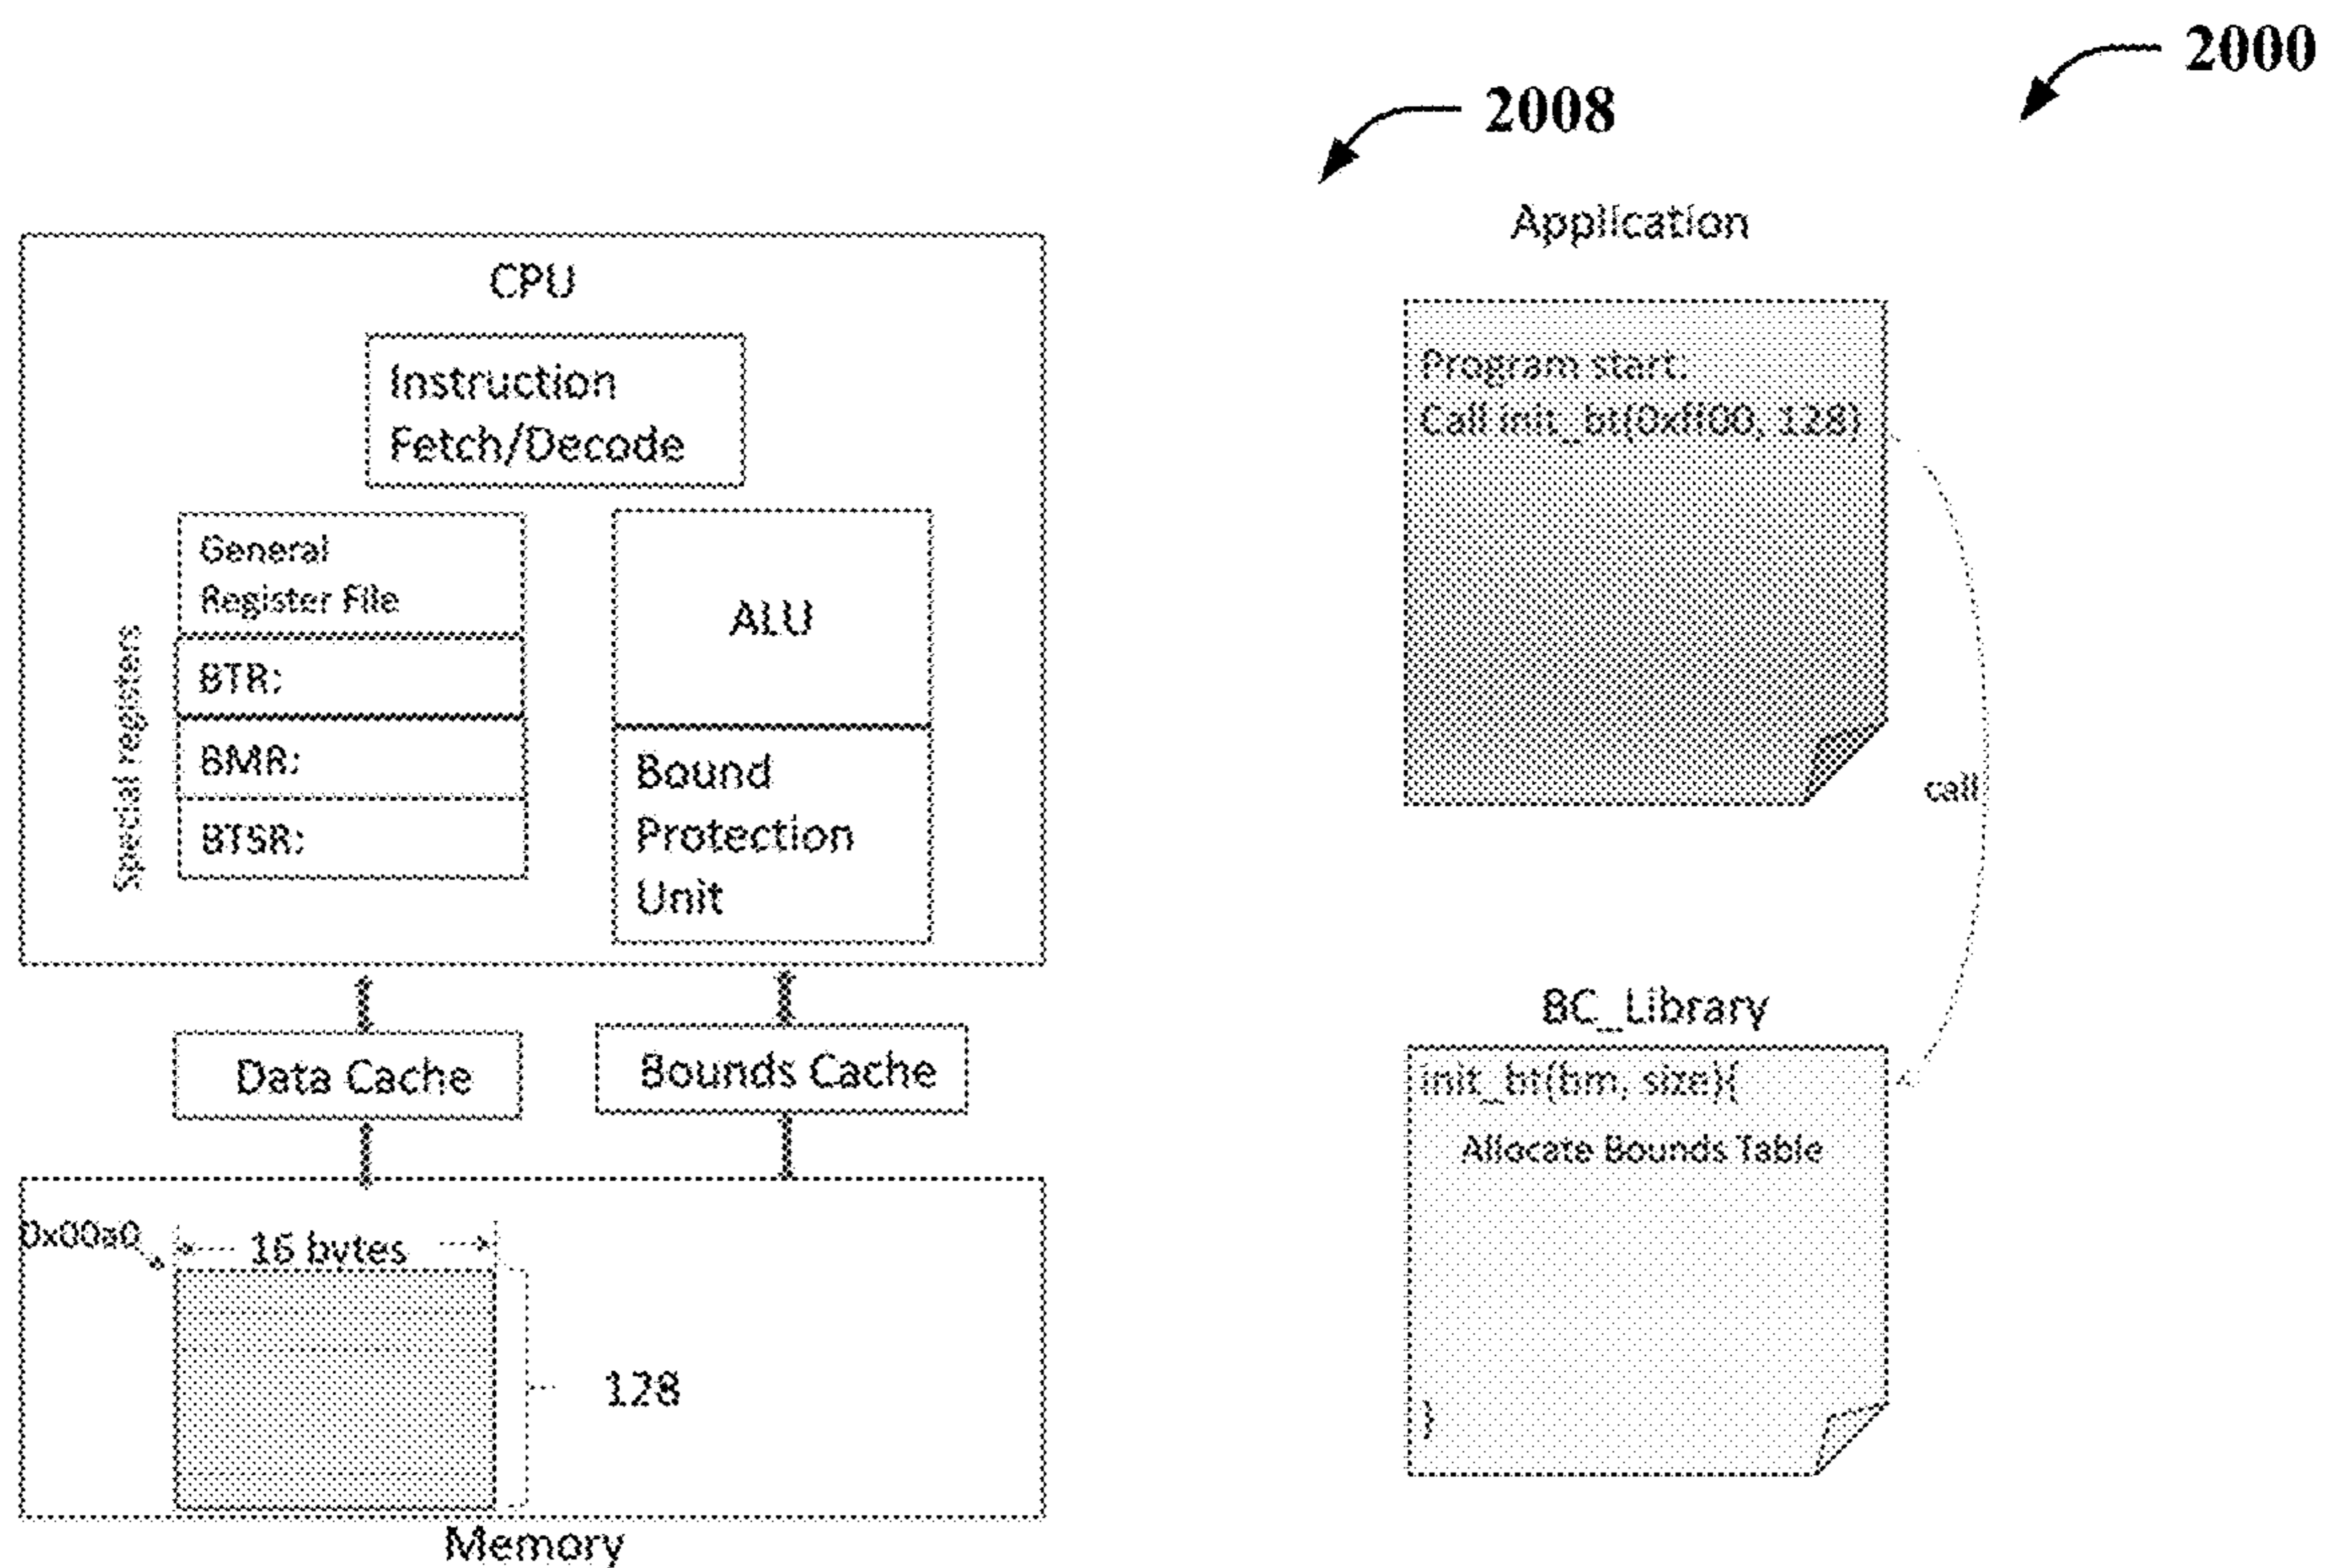 2000
2008
CPU
Instruction
Fetch/Decode
General
Register File
Special registers
BTR:
BMR:
BTSR:
ALU
Bound
Protection
Unit
Data Cache
Bounds Cache
0x00a0
16 bytes
128
Memory
Application
Program start:
Call init_bt(0xff00, 128)
call
BC_Library
init_bt(bm, size){
Allocate Bounds Table
}